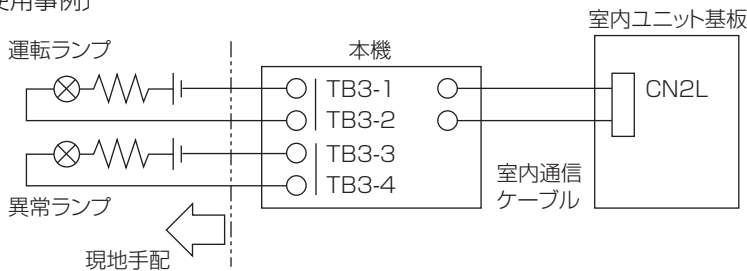 使用事例〕
室内ユニット基板
運転ランプ
本機
TB3-1
CN2L
TB3-2
TB3-3
TB3-4
室内通信
ケーブル
異常ランプ
現地手配